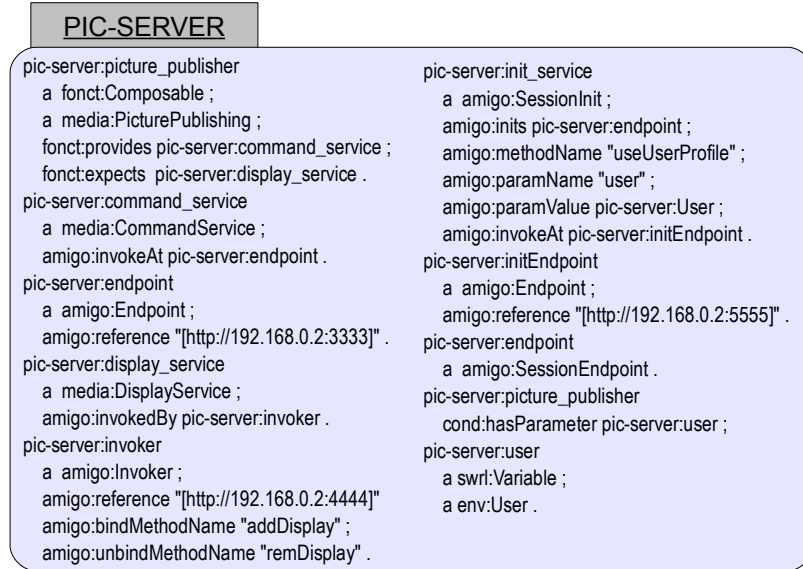 PIC-SERVER
pic-server:picture_publisher
a fonct:Composable ;
a media:PicturePublishing ;
fonct:provides pic-server:command_service ;
fonct:expects pic-server:display_service .
pic-server:command_service
a media:CommandService ;
amigo:invokeAt pic-server:endpoint .
pic-server:endpoint
a amigo:Endpoint ;
amigo:reference "[http://192.168.0.2:3333]" .
pic-server:display_service
a media:DisplayService ;
amigo:invokedBy pic-server:invoker .
pic-server:invoker
a amigo:Invoker ;
amigo:reference "[http://192.168.0.2:4444]"
amigo:bindMethodName "addDisplay" ;
amigo:unbindMethodName "remDisplay" .
pic-server:init_service
a amigo:SessionInit ;
amigo:inits pic-server:endpoint ;
amigo:methodName "useUserProfile" ;
amigo:paramName "user" ;
amigo:paramValue pic-server:User ;
amigo:invokeAt pic-server:initEndpoint .
pic-server:initEndpoint
a amigo:Endpoint ;
amigo:reference "[http://192.168.0.2:5555]" .
pic-server:endpoint
a amigo:SessionEndpoint .
pic-server:picture_publisher
cond:hasParameter pic-server:user ;
pic-server:user
a swrl:Variable ;
a env:User .